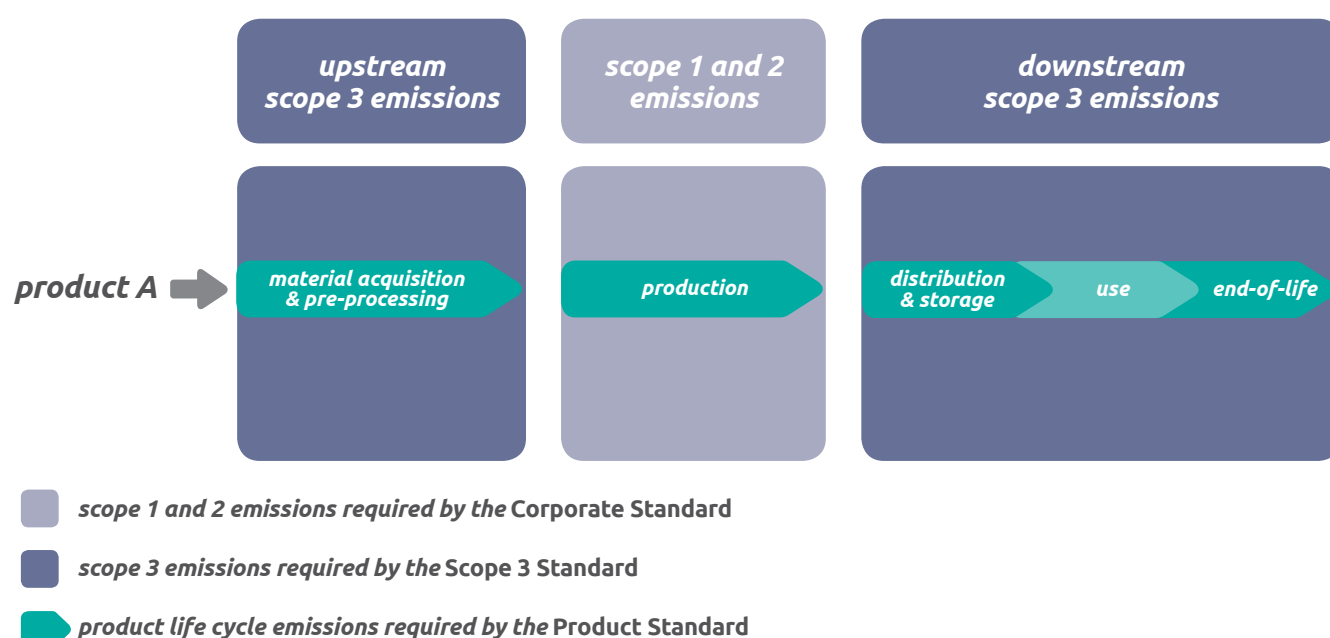 upstream
scope 3 emissions
scope 1 and 2
emissions
downstream
scope 3 emissions
product A
material acquisition
& pre-processing
production
distribution
& storage
use
end-of-life
scope 1 and 2 emissions required by the Corporate Standard
scope 3 emissions required by the Scope 3 Standard
product life cycle emissions required by the Product Standard